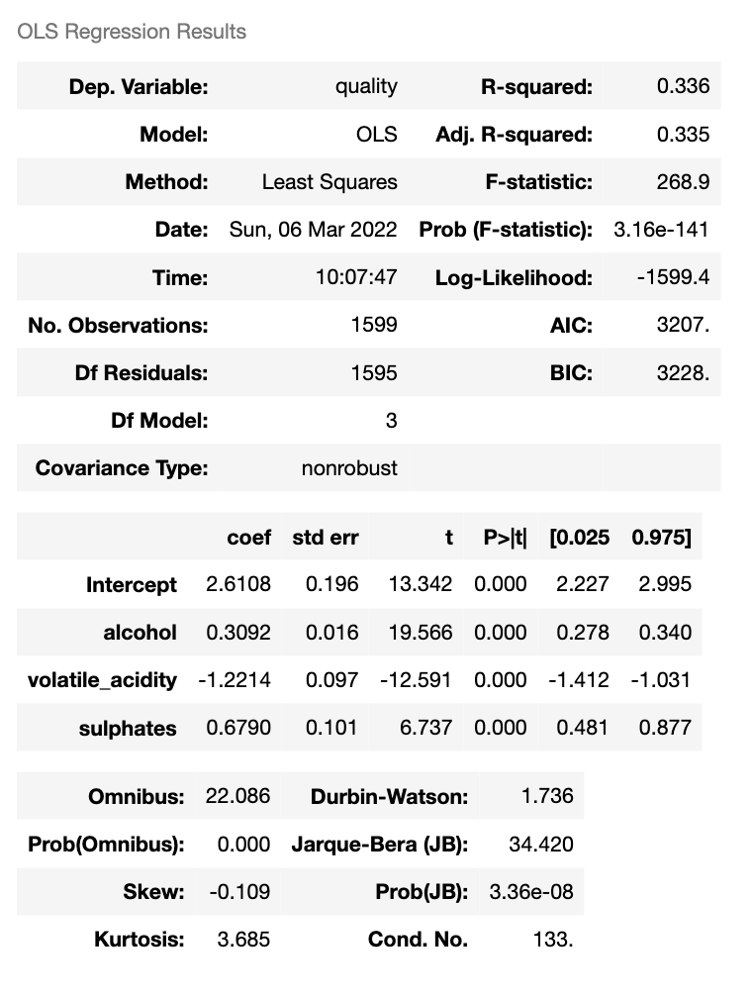 OLS Regression Results
Dep. Variable: quality R-squared: 0.336
Model: OLS Adj. R-squared: 0.335
Method: Least Squares F-statistic: 268.9
Date: Sun, 06 Mar 2022 Prob (F-statistic): 3.16e-141
Time: 10:07:47 Log-Likelihood: -1599.4
No. Observations: 1599 AIC: 3207.
Df Residuals: 1595 BIC: 3228.
Df Model: 3
Covariance Type: nonrobust
coef std err t P>|t| [0.025 0.975]
Intercept 2.6108 0.196 13.342 0.000 2.227 2.995
alcohol 0.3092 0.016 19.566 0.000 0.278 0.340
volatile_acidity -1.2214 0.097 -12.591 0.000 -1.412 -1.031
sulphates 0.6790 0.101 6.737 0.000 0.481 0.877
Omnibus: 22.086 Durbin-Watson: 1.736
Prob(Omnibus): 0.000 Jarque-Bera (JB): 34.420
Skew: -0.109 Prob(JB): 3.36e-08
Kurtosis: 3.685 Cond. No. 133.